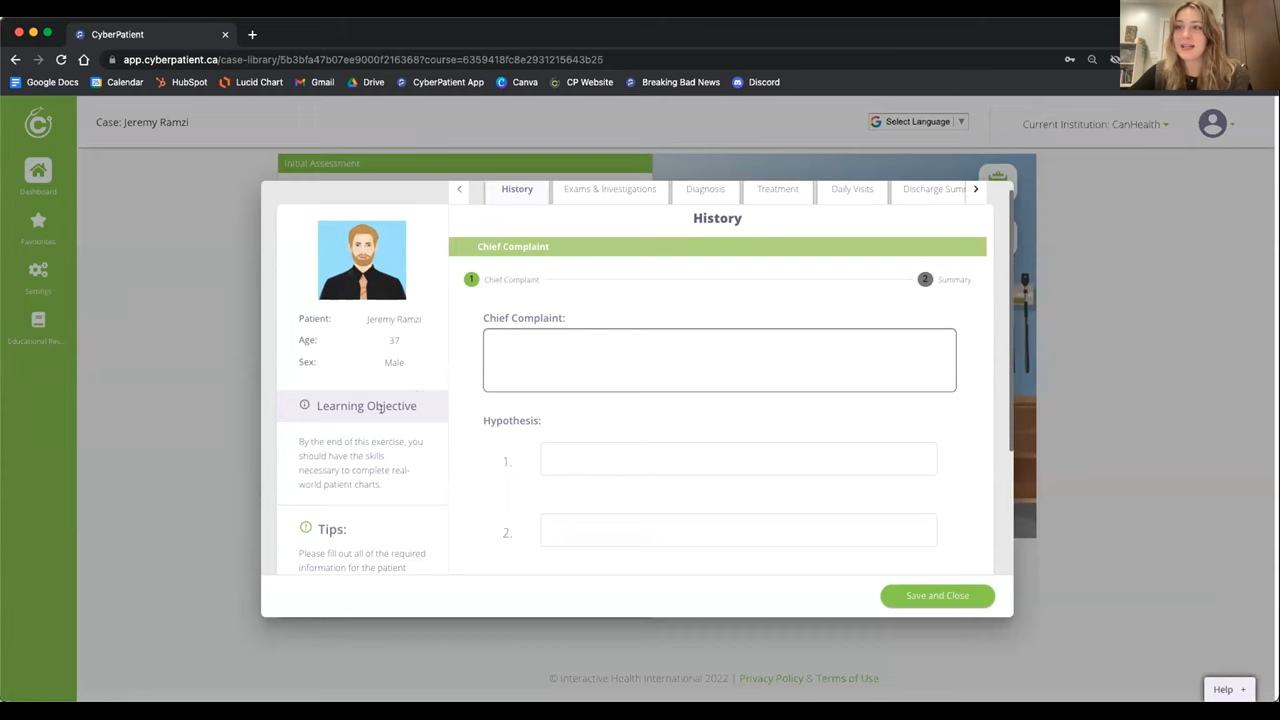 CyberPatient
app.cyberpatient.ca/case-library/5b3bfa47b07ee9000f216368?course=6359418fc8e2931215643b25
Google Docs Calendar HubSpot Lucid Chart Gmail Drive CyberPatient App Canva CP Website Breaking Bad News Discord
Case: Jeremy Ramzi
Select Language
Current Institution: CanHealth
Dashboard
Favourites
Settings
Educational Res...
Initial Assessment
History Exams & Investigations Diagnosis Treatment Daily Visits Discharge Summ
History
Chief Complaint
1 Chief Complaint
2 Summary
Patient: Jeremy Ramzi
Age: 37
Sex: Male
Learning Objective
By the end of this exercise, you
should have the skills
necessary to complete real-
world patient charts.
Tips:
Please fill out all of the required
information for the patient
Chief Complaint:
Hypothesis:
1.
2.
Save and Close
© Interactive Health International 2022 | Privacy Policy & Terms of Use
Help +